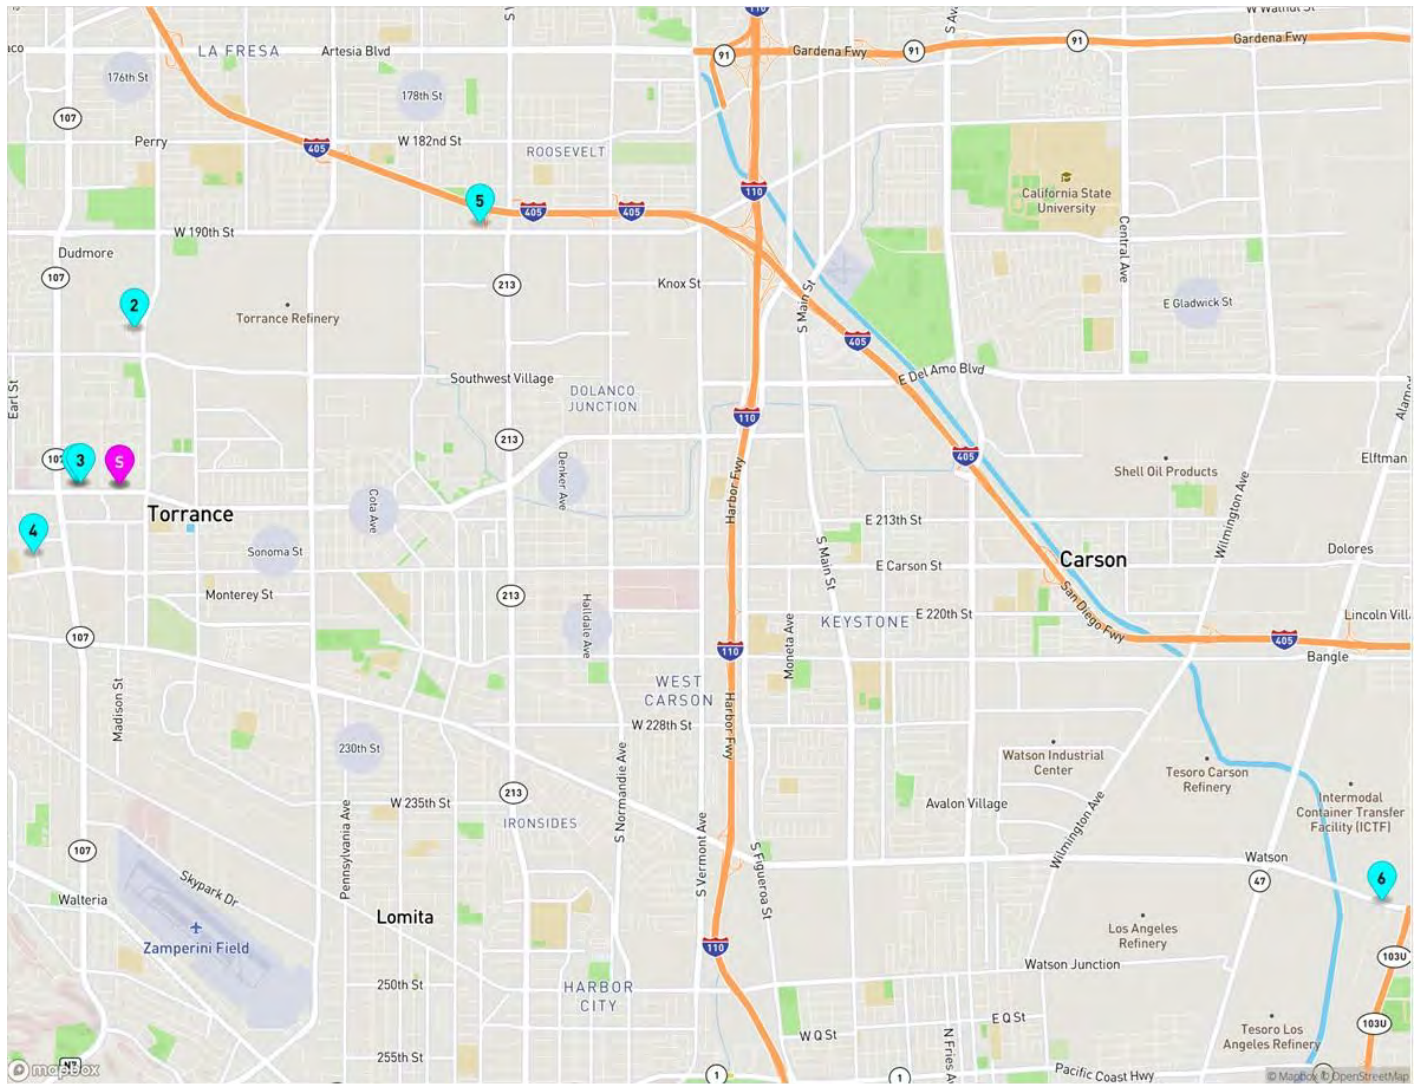 110
W Walnut St
S W
S Ava
aco
LA FRESA
Artesia Blvd
91
Gardena Fwy
91
91
Gardena Fwy
176th St
178th St
107
Perry
405
W 182nd St
ROOSEVELT
California State
University
110
5
405
405
W 190th St
Dudmore
Central Ave
107
213
Knox St
2
Torrance Refinery
S Main St
E Gladwick St
405
Earl St
Southwest Village
E Del Amo Blvd
DOLANCO
JUNCTION
Alame
110
213
107
3
S
Denker Ave
Harbor Fwy
405
Shell Oil Products
Elftman
Cota Ave
Wilmington Ave
Torrance
4
E 213th St
Sonoma St
S Main St
E Carson St
Carson
Dolores
Monterey St
213
Halldale Ave
Moneta Ave
E 220th St
San Diego Fwy
KEYSTONE
Lincoln Vill
107
110
405
Bangle
Madison St
WEST
CARSON
Harbor Fwy
W 228th St
230th St
Watson Industrial
Center
Tesoro Carson
Refinery
213
S Normandie Ave
W 235th St
IRONSIDES
Avalon Village
Intermodal
Container Transfer
Facility (ICTF)
Pennsylvania Ave
S Vermont Ave
S Figueroa St
Wilmington Ave
107
Watson
47
6
Skypark Dr
Walteria
Lomita
Zamperini Field
110
Los Angeles
Refinery
103U
Watson Junction
250th St
HARBOR
CITY
E Q St
W Q St
N Fries Av
Tesoro Los
Angeles Refinery
103U
255th St
N7
mapbox
1
1
Pacific Coast Hwy
1
© Mapbox © OpenStreetMap